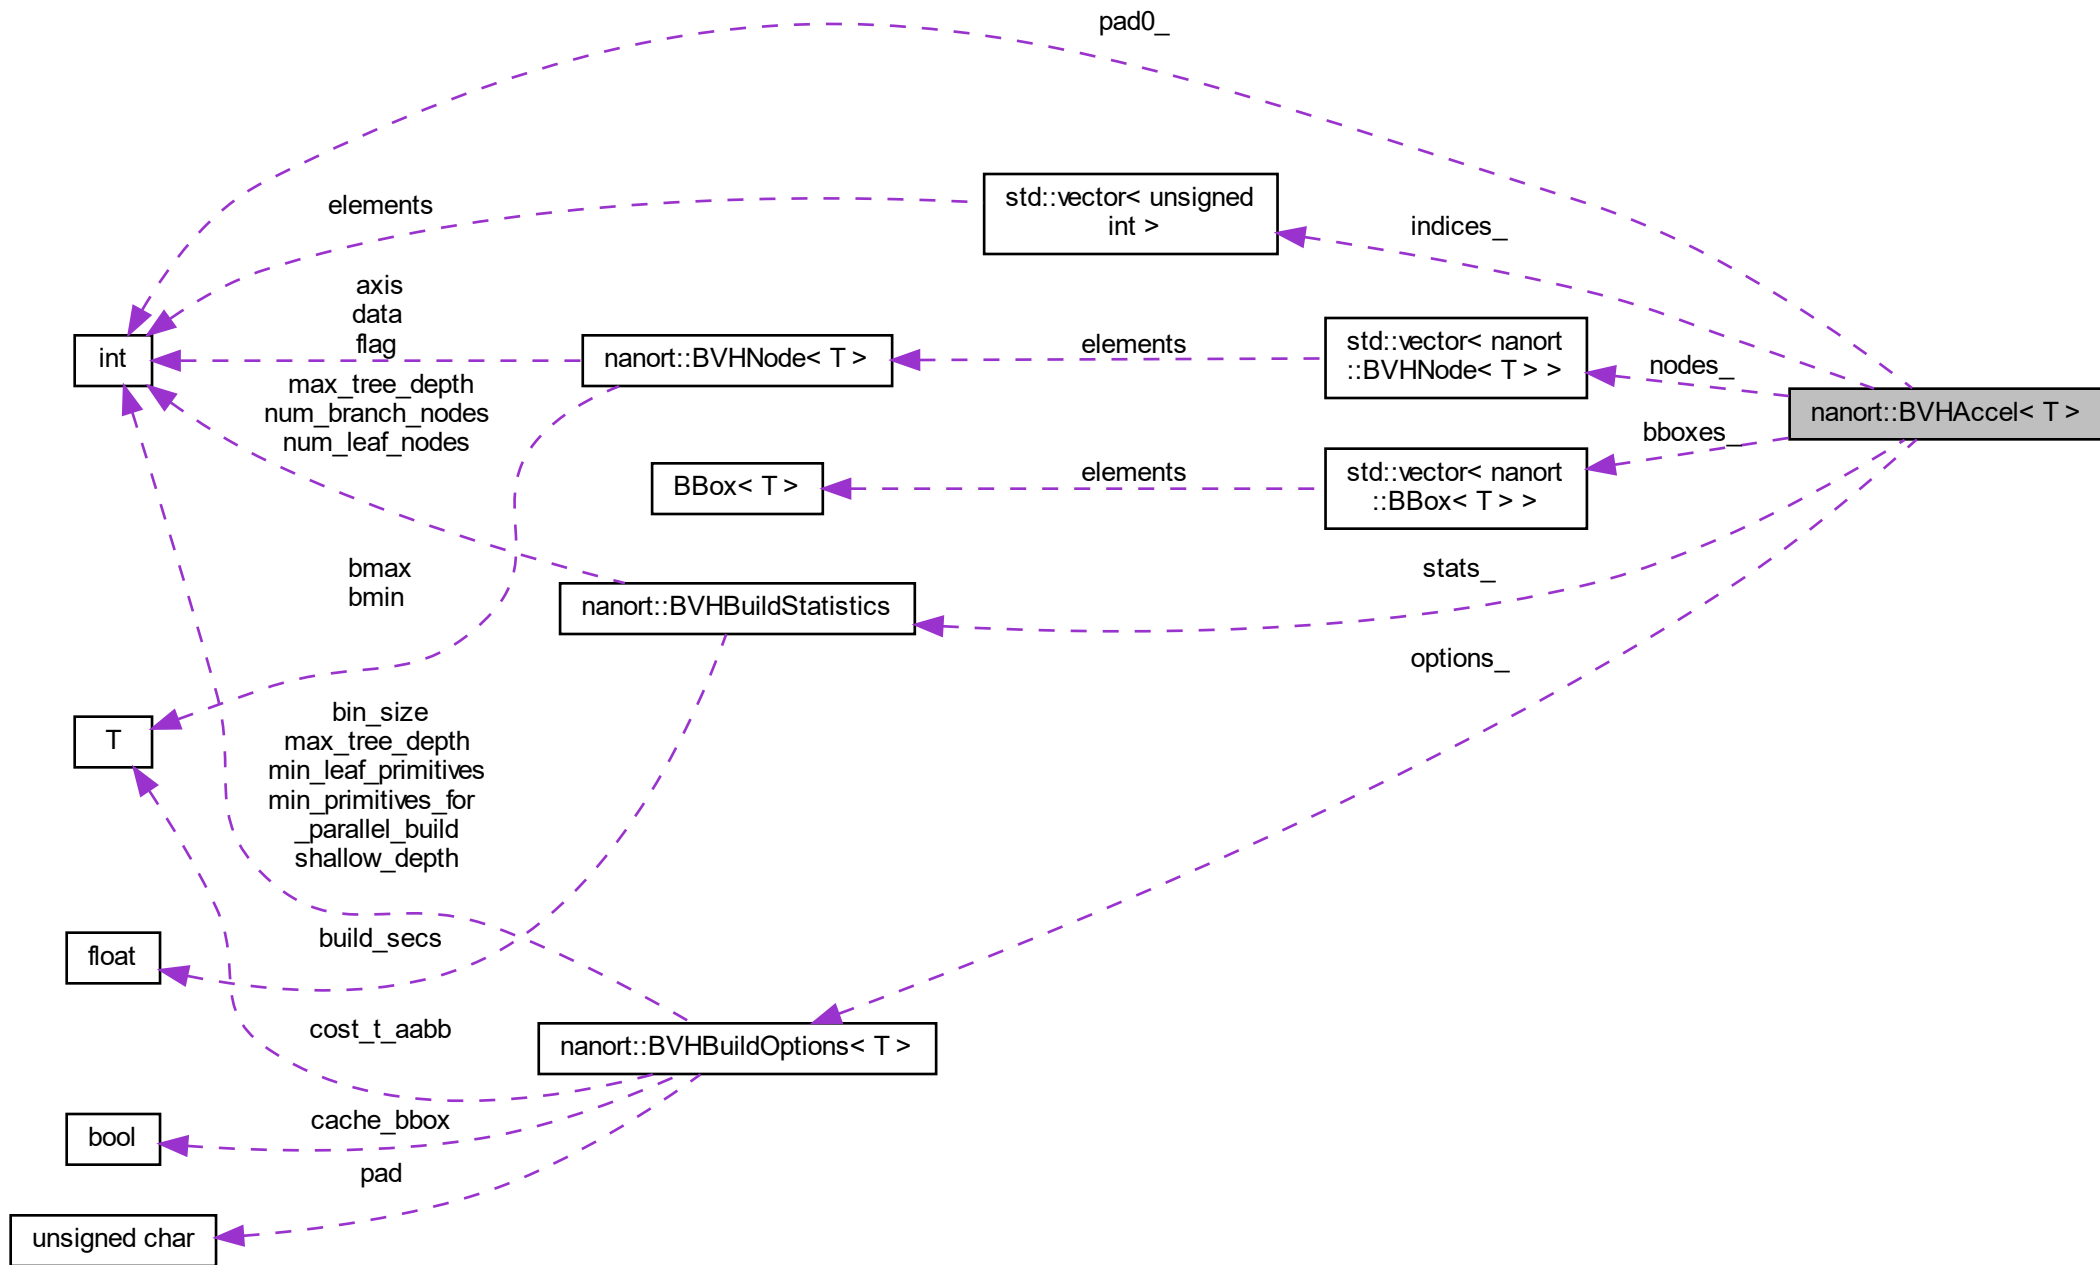 pad0_
std::vector< unsigned
int >
elements
indices_
axis
data
flag
int
nanort::BVHNode< T >
elements
std::vector< nanort
::BVHNode< T > >
nodes_
max_tree_depth
num_branch_nodes
num_leaf_nodes
nanort::BVHAccel< T >
bboxes_
BBox< T >
elements
std::vector< nanort
::BBox< T > >
bmax
bmin
nanort::BVHBuildStatistics
stats_
options_
T
bin_size
max_tree_depth
min_leaf_primitives
min_primitives_for
_parallel_build
shallow_depth
float
build_secs
cost_t_aabb
nanort::BVHBuildOptions< T >
bool
cache_bbox
pad
unsigned char